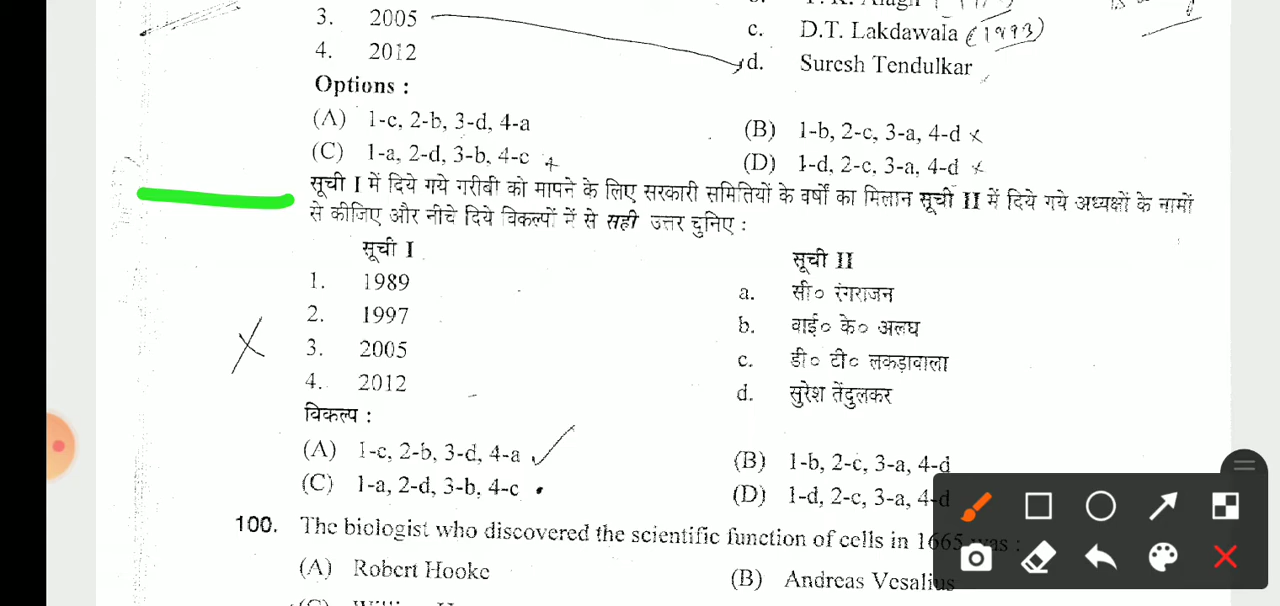 3. 2005
c. D.T. Lakdawala (1993)
4. 2012
d. Suresh Tendulkar
Options :
(A) 1-c, 2-b, 3-d, 4-a
(B) 1-b, 2-c, 3-a, 4-d
(C) 1-a, 2-d, 3-b, 4-c
(D) 1-d, 2-c, 3-a, 4-d
सूची I में दिये गये गरीबी को मापने के लिए सरकारी समितियों के वर्षों का मिलान सूची II में दिये गये अध्यक्षों के नामों
से कीजिए और नीचे दिये विकल्पों में से सही उत्तर चुनिए :
सूची I
सूची II
1. 1989
a. सी० रंगराजन
2. 1997
b. वाई० के० अलघ
3. 2005
c. डी० टी० लकड़ावाला
4. 2012
d. सुरेश तेंदुलकर
विकल्प :
(A) 1-c, 2-b, 3-d, 4-a
(B) 1-b, 2-c, 3-a, 4-d
(C) 1-a, 2-d, 3-b, 4-c
(D) 1-d, 2-c, 3-a, 4-d
100. The biologist who discovered the scientific function of cells in 1665 was :
(A) Robert Hooke
(B) Andreas Vesalius